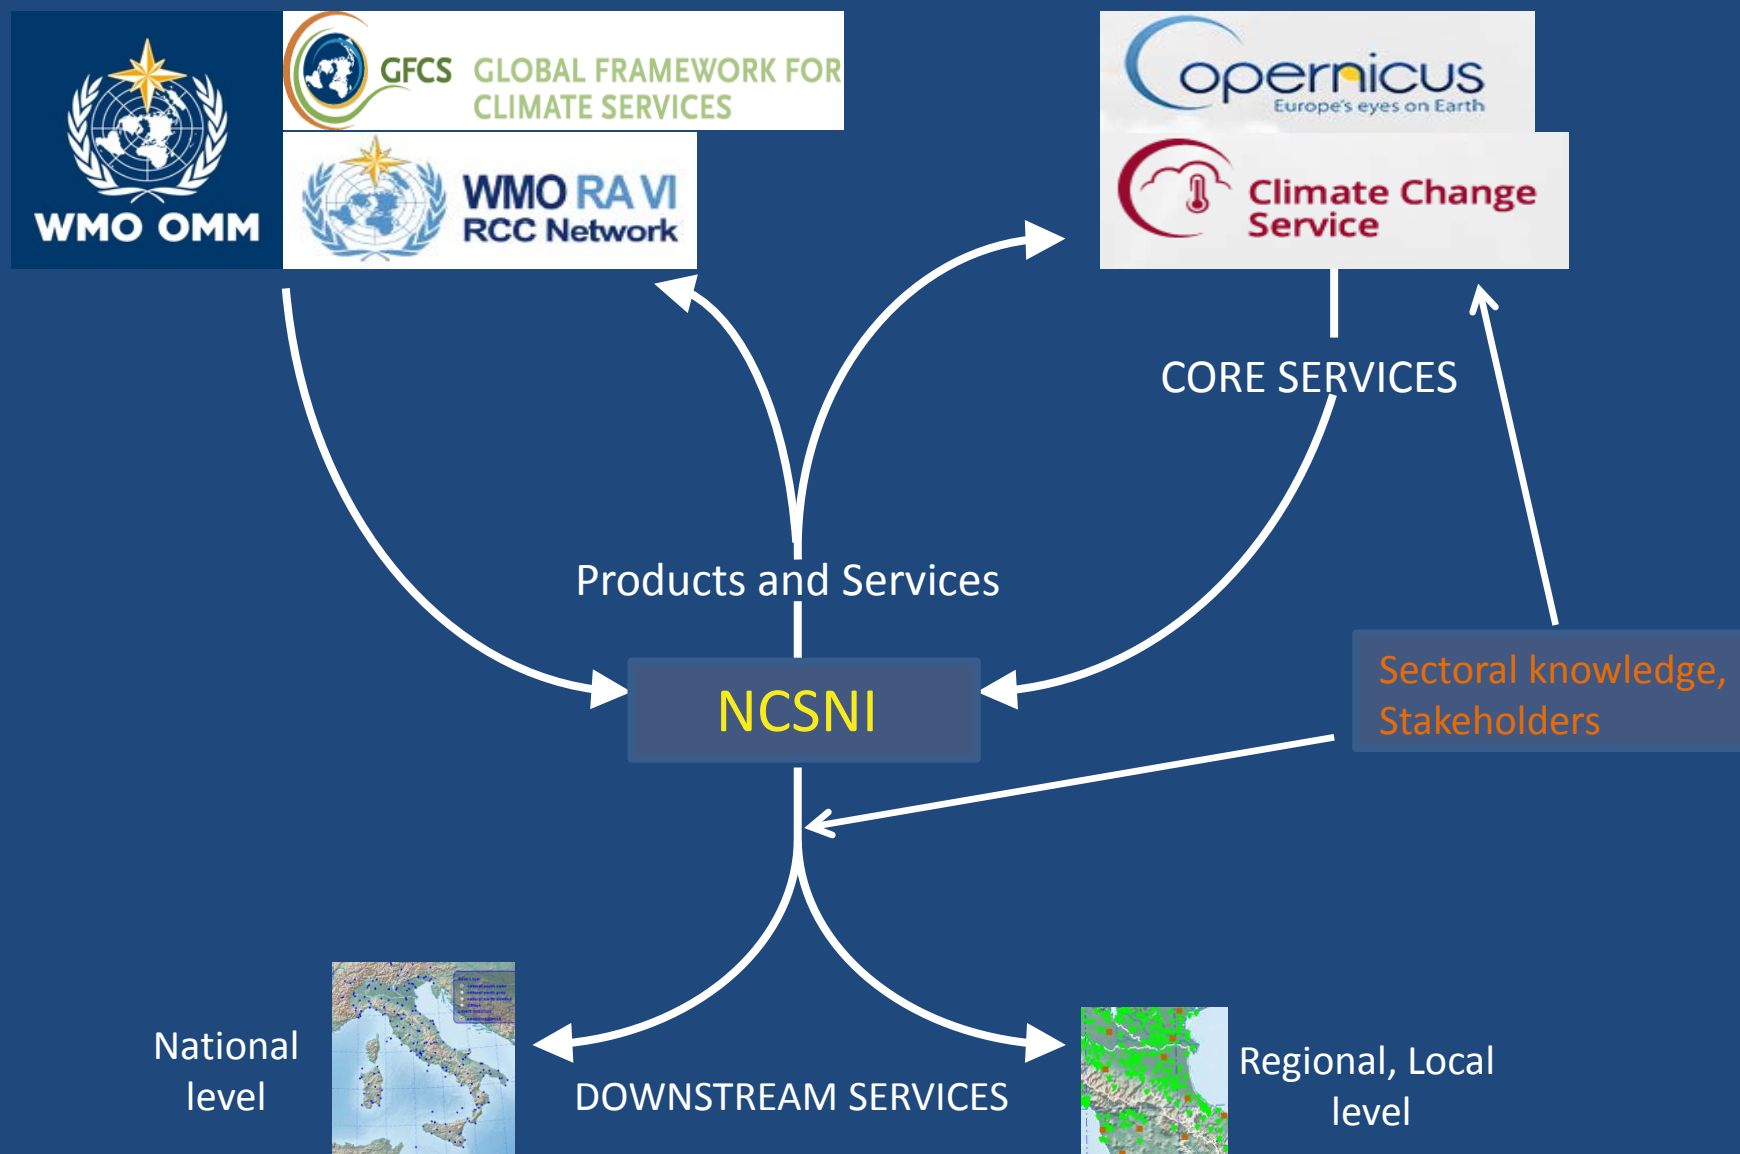 WMO OMM
GFCS GLOBAL FRAMEWORK FOR
CLIMATE SERVICES
WMO RA VI
RCC Network
opernicus
Europe's eyes on Earth
Climate Change
Service
CORE SERVICES
Products and Services
NCSNI
Sectoral knowledge,
Stakeholders
National
level
DOWNSTREAM SERVICES
Regional, Local
level